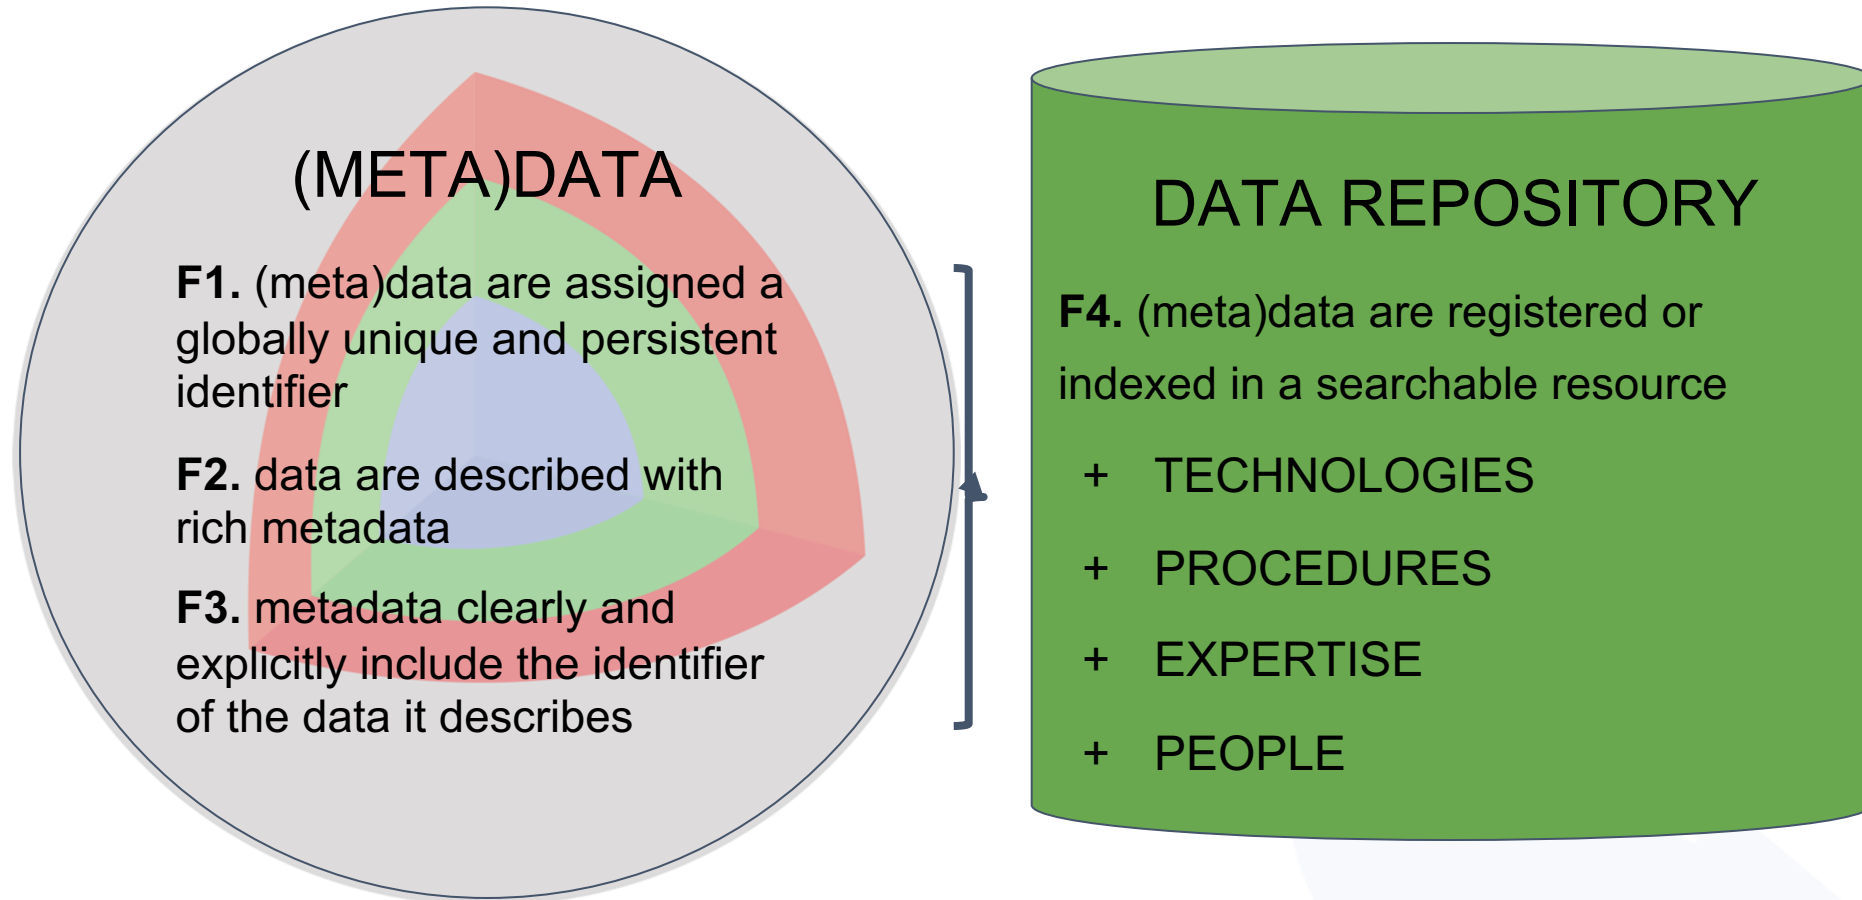 (META)DATA
F1. (meta)data are assigned a
globally unique and persistent
identifier
F2. data are described with
rich metadata
F3. metadata clearly and
explicitly include the identifier
of the data it describes
DATA REPOSITORY
F4. (meta)data are registered or
indexed in a searchable resource
+ TECHNOLOGIES
+ PROCEDURES
+ EXPERTISE
+ PEOPLE